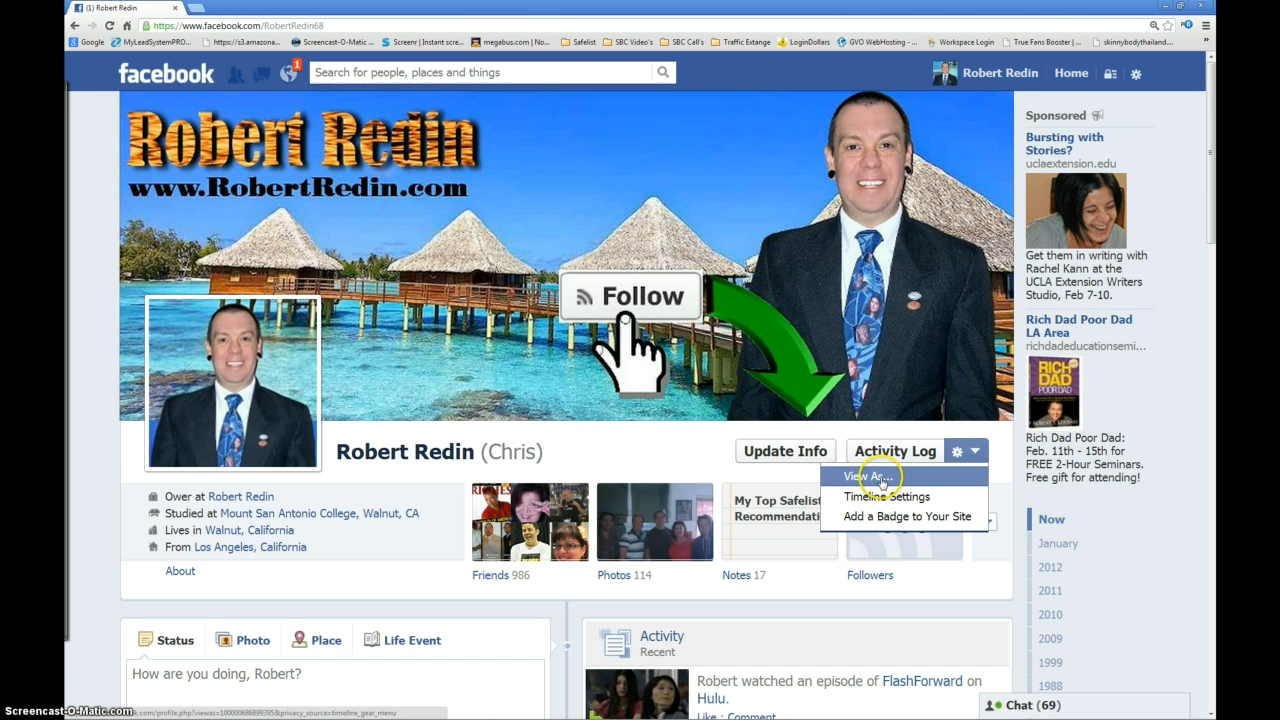 (1) Robert Redin
https://www.facebook.com/RobertRedin68
Google MyLeadSystemPRO... https://s3.amazona... Screencast-O-Matic ... Screenr | Instant scre... megabus.com | No... Safelist SBC Video's SBC Call's Traffic Extange LoginDollars GVO WebHosting - ... Workspace Login True Fans Booster | ... skinnybodythailand... »
facebook 1 Search for people, places and things Robert Redin Home
Robert Redin
www.RobertRedin.com
Follow
Robert Redin (Chris)
Update Info Activity Log
View As...
Timeline Settings
Add a Badge to Your Site
Ower at Robert Redin
Studied at Mount San Antonio College, Walnut, CA
Lives in Walnut, California
From Los Angeles, California
About
My Top Safelist
Recommendati
Friends 986 Photos 114 Notes 17 Followers
Status Photo Place Life Event
How are you doing, Robert?
Activity
Recent
Robert watched an episode of FlashForward on
Hulu.
Like · Comment
Sponsored
Bursting with
Stories?
uclaextension.edu
Get them in writing with
Rachel Kann at the
UCLA Extension Writers
Studio, Feb 7-10.
Rich Dad Poor Dad
LA Area
richdadeducationsemi...
RICH
DAD
POOR DAD
Rich Dad Poor Dad:
Feb. 11th - 15th for
FREE 2-Hour Seminars.
Free gift for attending!
Now
January
2012
2011
2010
2009
1999
1988
Chat (69)
Screencast-O-Matic.com
k.com/profile.php?viewas=100000686899395&privacy_source=timeline_gear_menu